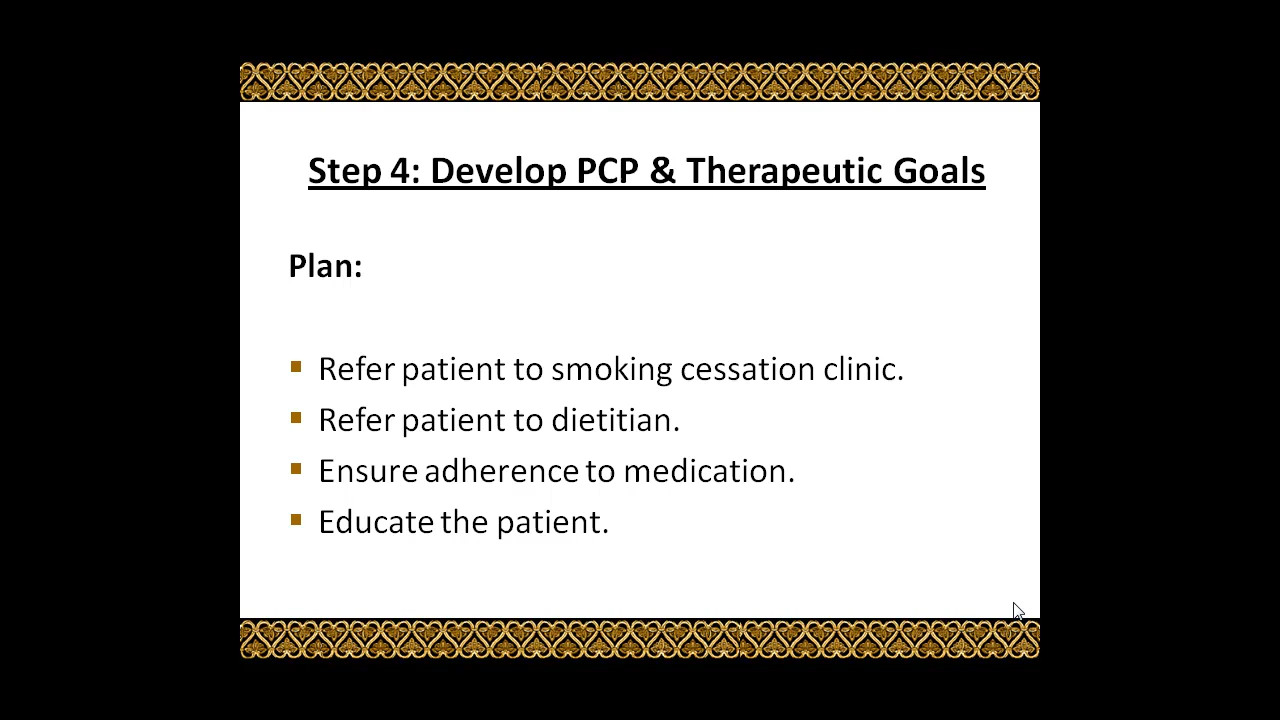 Step 4: Develop PCP & Therapeutic Goals
Plan:
Refer patient to smoking cessation clinic.
Refer patient to dietitian.
Ensure adherence to medication.
Educate the patient.